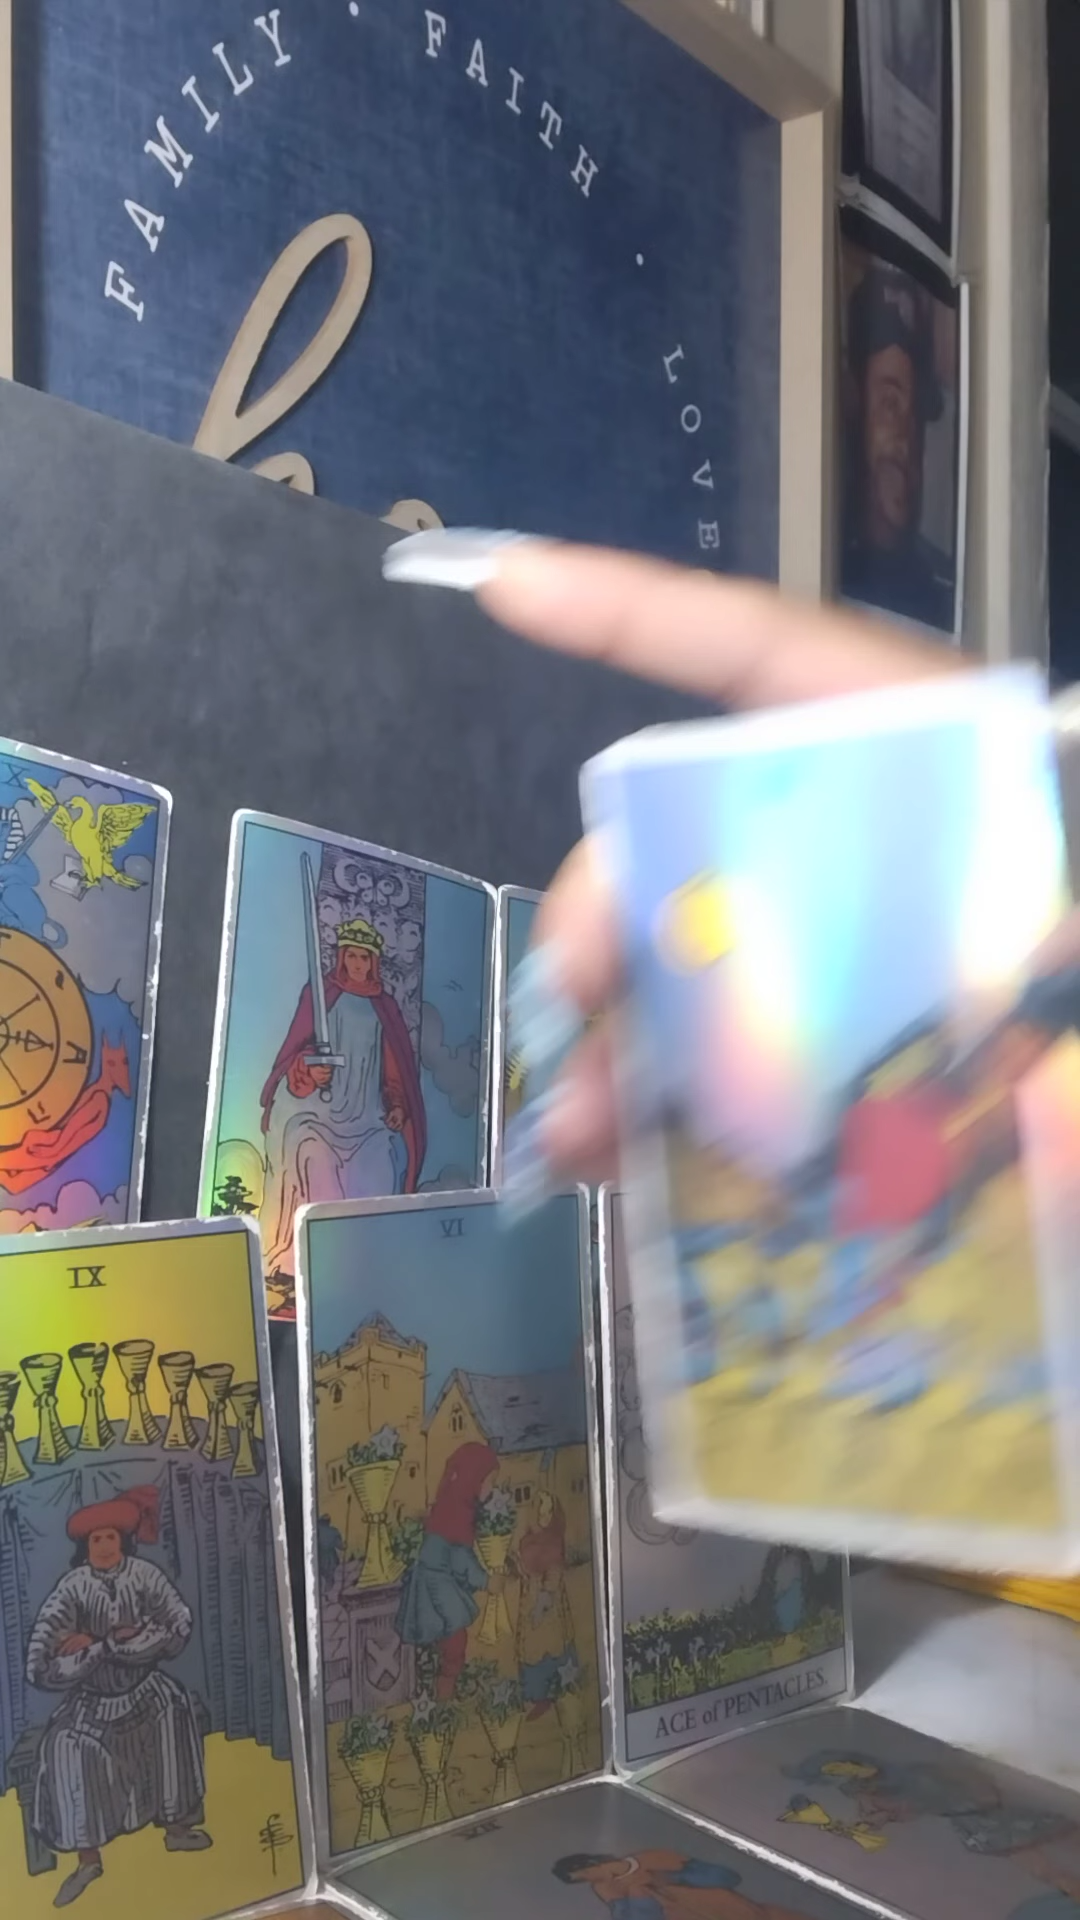 FAMILY • FAITH • LOVE
X
IX
VI
ACE of PENTACLES.